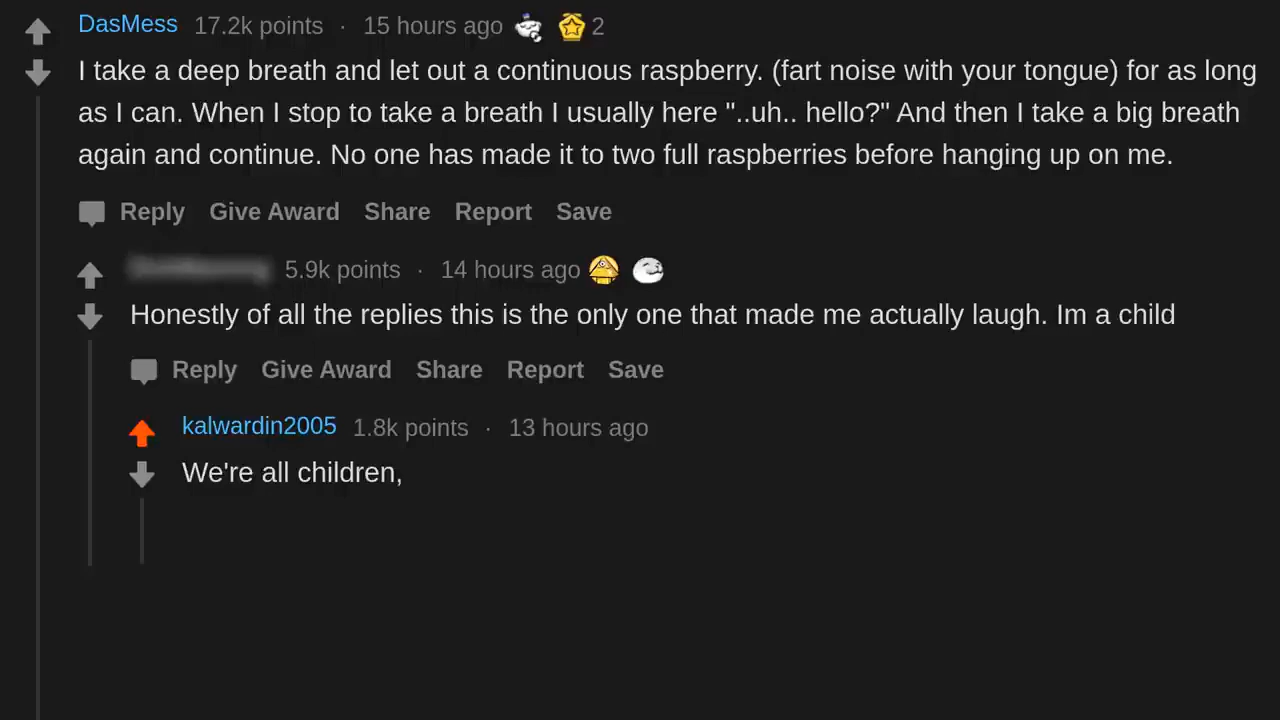 DasMess 17.2k points · 15 hours ago 2
I take a deep breath and let out a continuous raspberry. (fart noise with your tongue) for as long
as I can. When I stop to take a breath I usually here "..uh.. hello?" And then I take a big breath
again and continue. No one has made it to two full raspberries before hanging up on me.
Reply Give Award Share Report Save
5.9k points · 14 hours ago
Honestly of all the replies this is the only one that made me actually laugh. Im a child
Reply Give Award Share Report Save
kalwardin2005 1.8k points · 13 hours ago
We're all children,